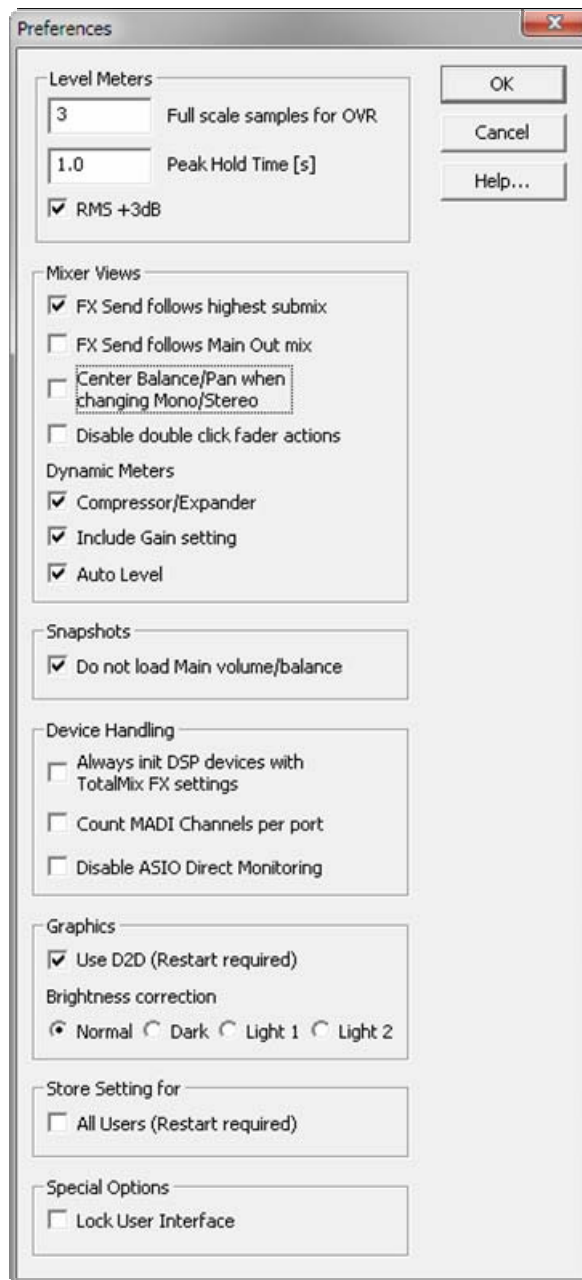 Preferences
Level Meters
3 Full scale samples for OVR
1.0 Peak Hold Time [s]
RMS +3dB
OK
Cancel
Help...
Mixer Views
FX Send follows highest submix
FX Send follows Main Out mix
Center Balance/Pan when
changing Mono/Stereo
Disable double click fader actions
Dynamic Meters
Compressor/Expander
Include Gain setting
Auto Level
Snapshots
Do not load Main volume/balance
Device Handling
Always init DSP devices with
TotalMix FX settings
Count MADI Channels per port
Disable ASIO Direct Monitoring
Graphics
Use D2D (Restart required)
Brightness correction
Normal Dark Light 1 Light 2
Store Setting for
All Users (Restart required)
Special Options
Lock User Interface